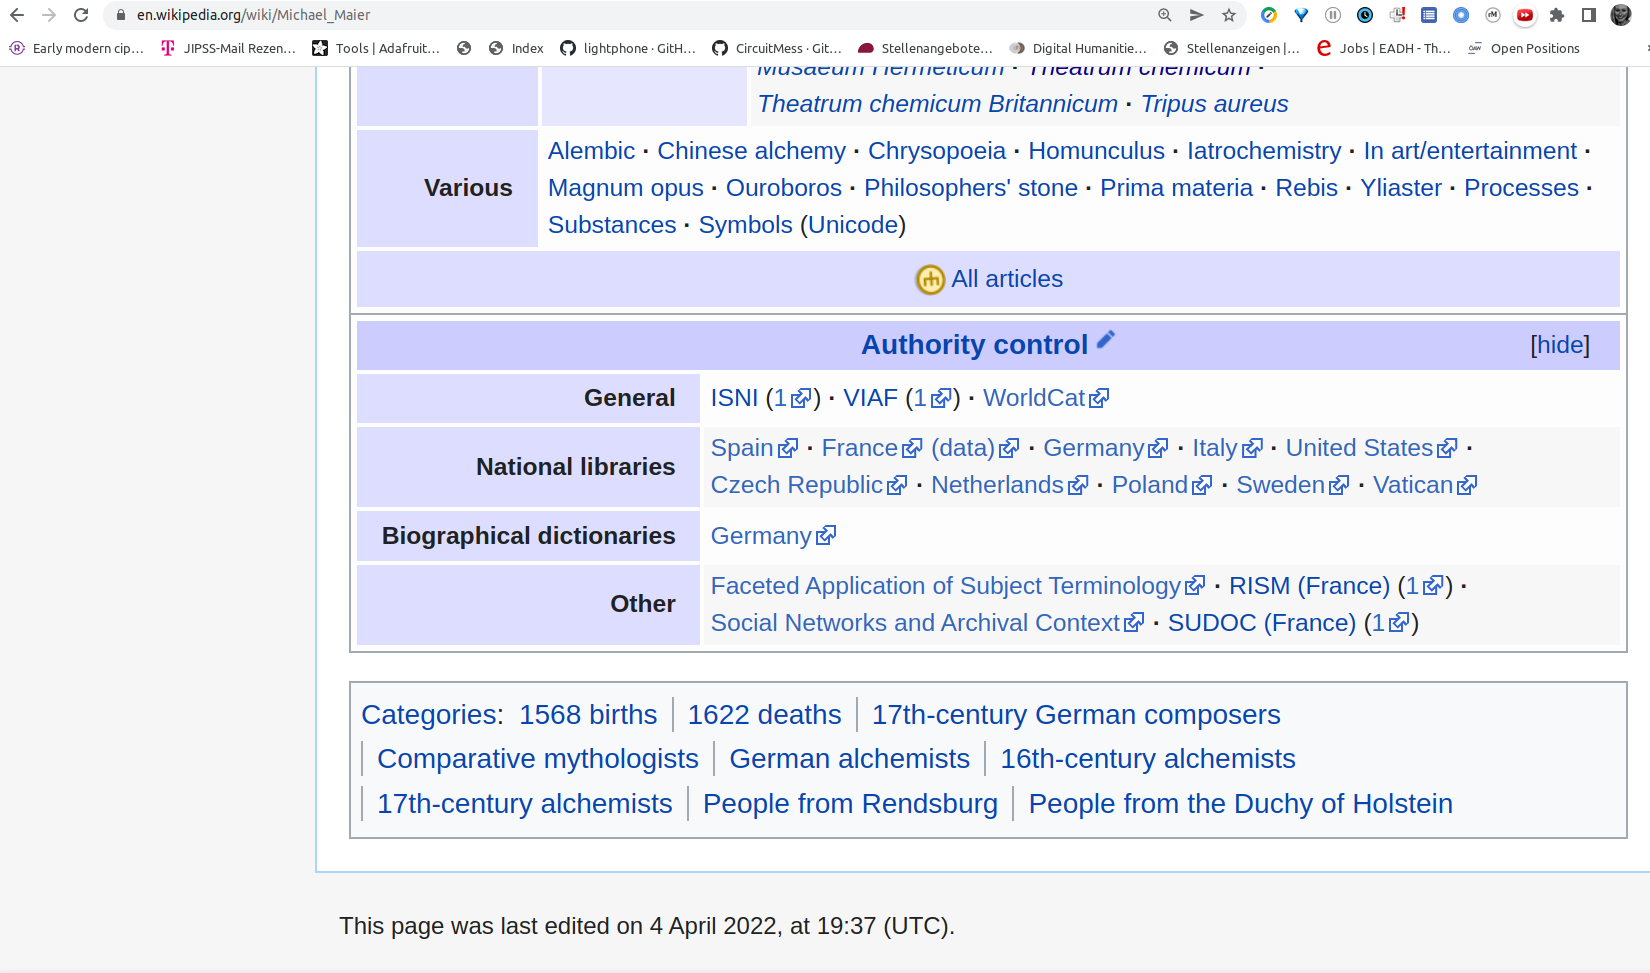 en.wikipedia.org/wiki/Michael_Maier
Early modern cip… JIPSS-Mail Rezen… Tools | Adafruit… Index lightphone · GitH… CircuitMess · Git… Stellenangebote… Digital Humanitie… Stellenanzeigen |… Jobs | EADH - Th… Open Positions
Musaeum Hermeticum · Theatrum chemicum ·
Theatrum chemicum Britannicum · Tripus aureus
Various
Alembic · Chinese alchemy · Chrysopoeia · Homunculus · Iatrochemistry · In art/entertainment ·
Magnum opus · Ouroboros · Philosophers' stone · Prima materia · Rebis · Yliaster · Processes ·
Substances · Symbols (Unicode)
All articles
Authority control [hide]
General ISNI (1) · VIAF (1) · WorldCat
National libraries
Spain · France (data) · Germany · Italy · United States ·
Czech Republic · Netherlands · Poland · Sweden · Vatican
Biographical dictionaries Germany
Other
Faceted Application of Subject Terminology · RISM (France) (1) ·
Social Networks and Archival Context · SUDOC (France) (1)
Categories: 1568 births | 1622 deaths | 17th-century German composers
| Comparative mythologists | German alchemists | 16th-century alchemists
| 17th-century alchemists | People from Rendsburg | People from the Duchy of Holstein
This page was last edited on 4 April 2022, at 19:37 (UTC).